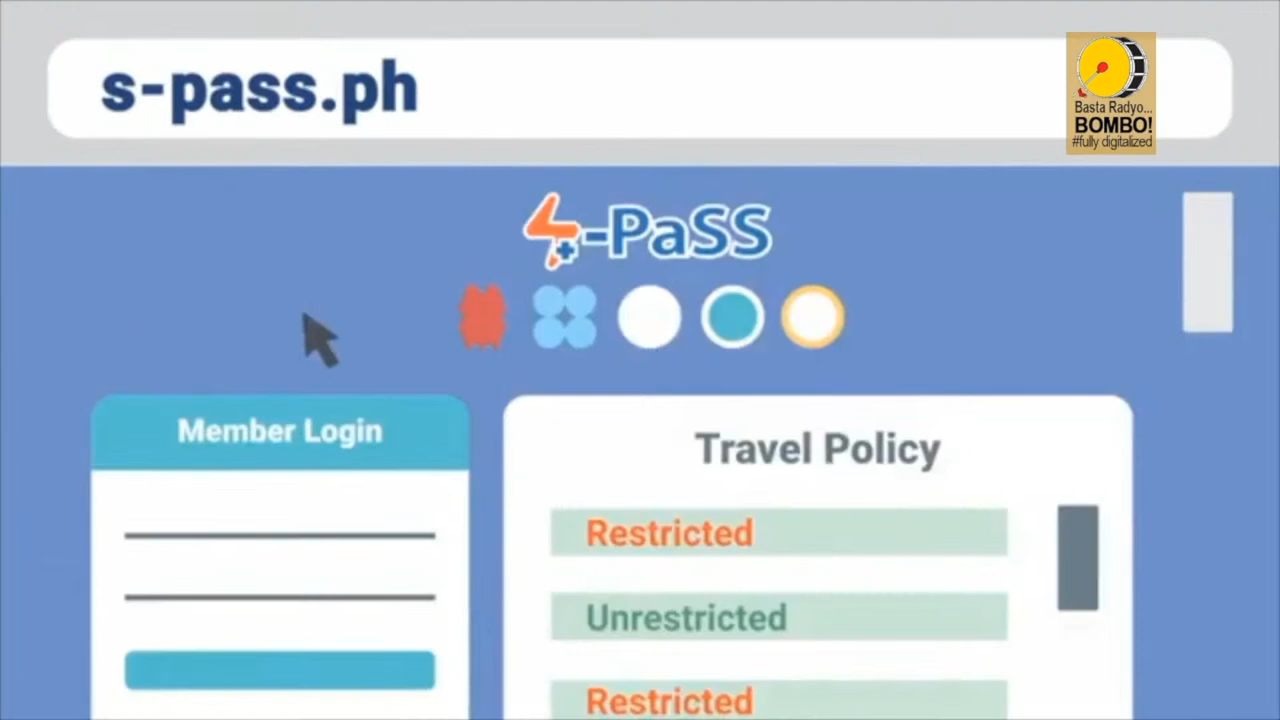 s-pass.ph
Basta Radyo...
BOMBO!
#fully digitalized
S-PaSS
Member Login
Travel Policy
Restricted
Unrestricted
Restricted